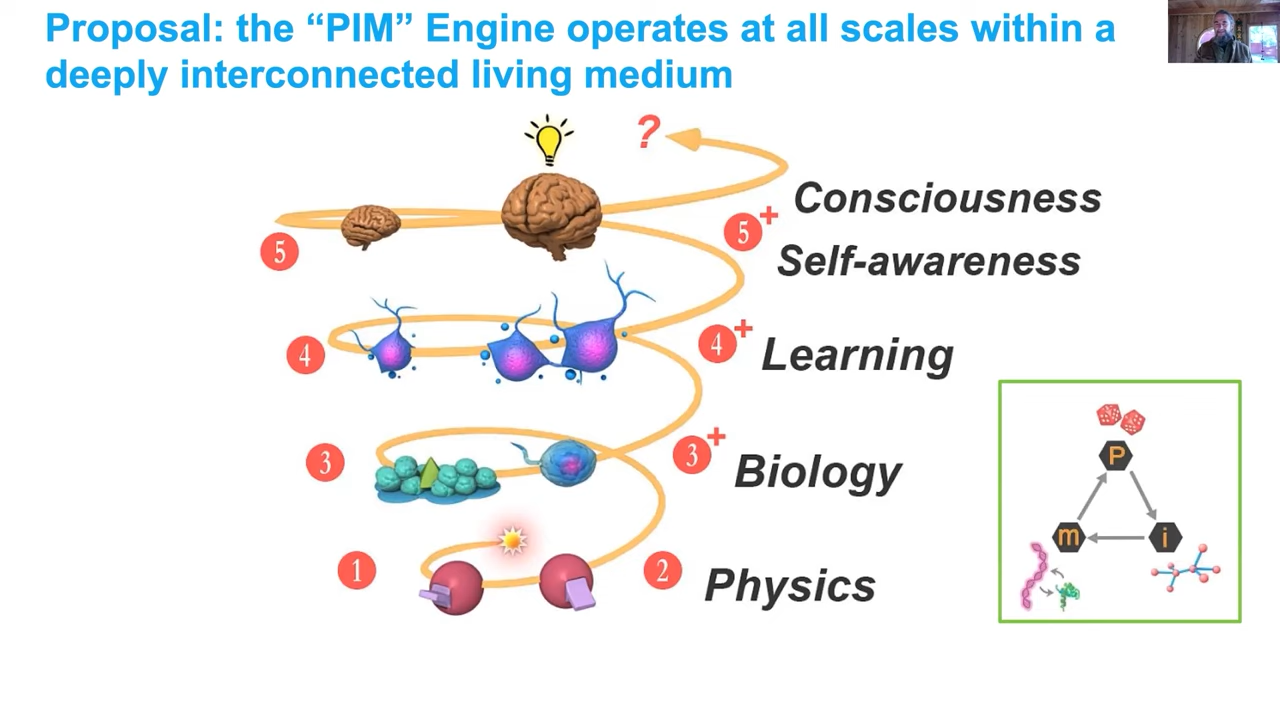 Proposal: the “PIM” Engine operates at all scales within a
deeply interconnected living medium
?
Consciousness
5
5+
Self-awareness
4
4+
Learning
3
3+
Biology
1
2
Physics
P
m
i